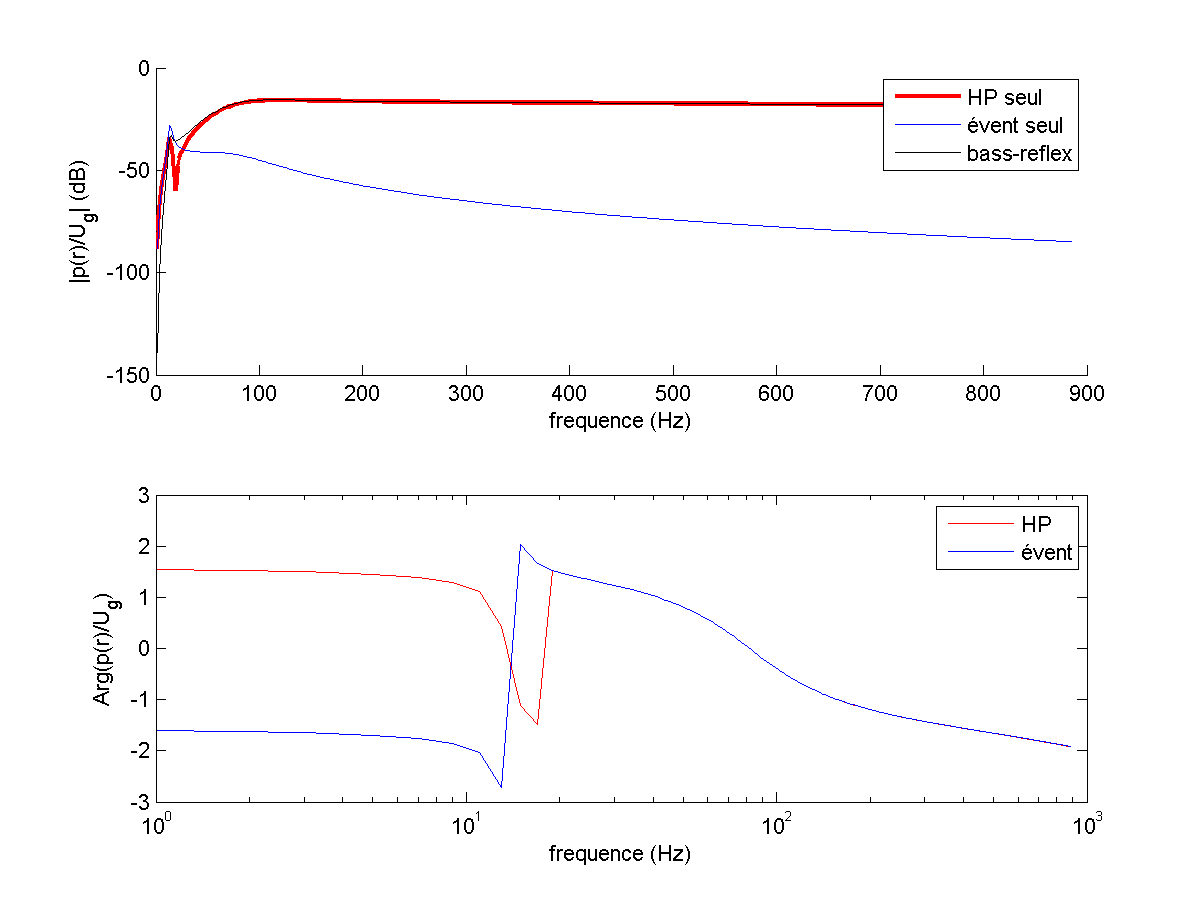 0
-50
-100
-150
|p(r)/U_g| (dB)
HP seul
évent seul
bass-reflex
0 100 200 300 400 500 600 700 800 900
frequence (Hz)
3
2
1
0
-1
-2
-3
Arg(p(r)/U_g)
HP
évent
10^0 10^1 10^2 10^3
frequence (Hz)